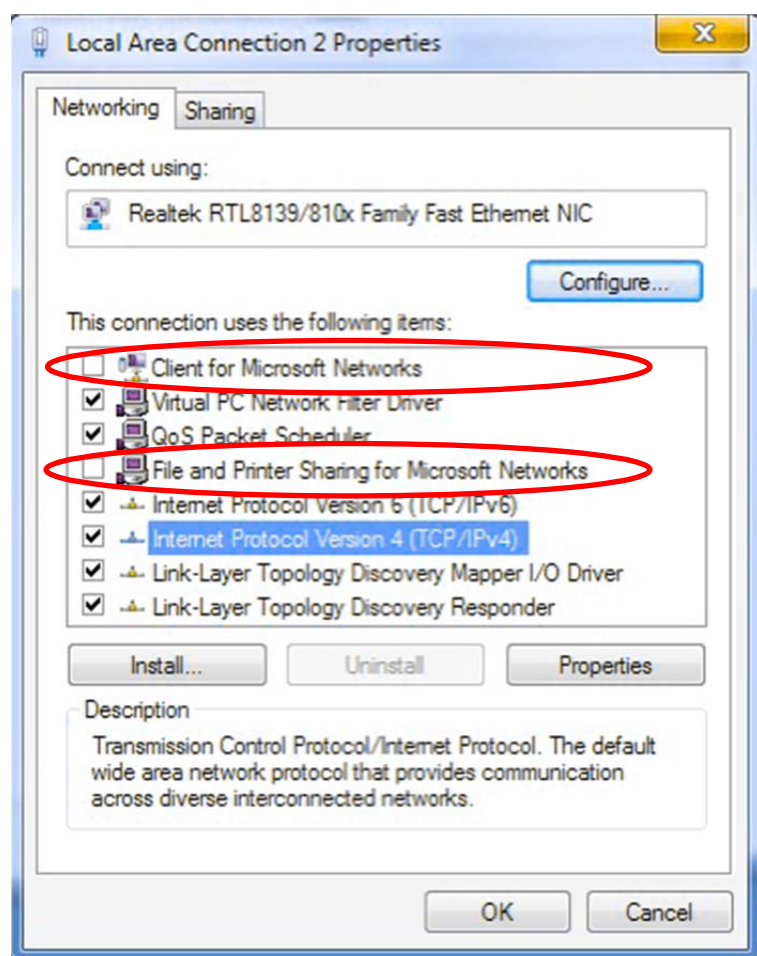 Local Area Connection 2 Properties
Networking
Sharing
Connect using:
Realtek RTL8139/810x Family Fast Ethernet NIC
Configure...
This connection uses the following items:
Client for Microsoft Networks
Virtual PC Network Filter Driver
QoS Packet Scheduler
File and Printer Sharing for Microsoft Networks
Internet Protocol Version 6 (TCP/IPv6)
Internet Protocol Version 4 (TCP/IPv4)
Link-Layer Topology Discovery Mapper I/O Driver
Link-Layer Topology Discovery Responder
Install...
Uninstall
Properties
Description
Transmission Control Protocol/Internet Protocol. The default
wide area network protocol that provides communication
across diverse interconnected networks.
OK
Cancel